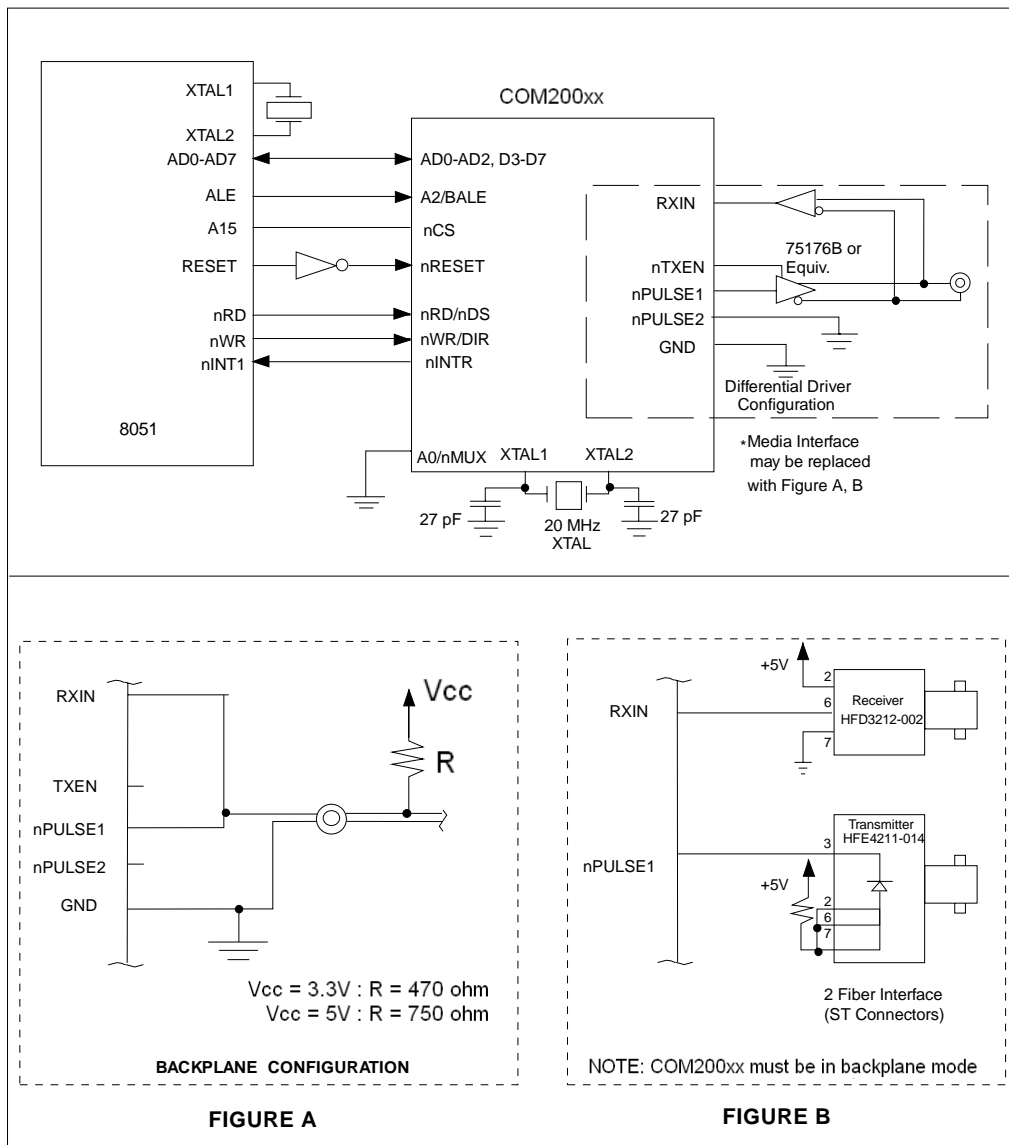 COM200xx
XTAL1
XTAL2
AD0-AD7
ALE
A15
RESET
nRD
nWR
nINT1
8051
AD0-AD2, D3-D7
A2/BALE
nCS
nRESET
nRD/nDS
nWR/DIR
nINTR
A0/nMUX
XTAL1
XTAL2
RXIN
nTXEN
nPULSE1
nPULSE2
GND
75176B or
Equiv.
Differential Driver
Configuration
*Media Interface
may be replaced
with Figure A, B
27 pF
20 MHz
XTAL
27 pF
RXIN
TXEN
nPULSE1
nPULSE2
GND
Vcc
R
Vcc = 3.3V : R = 470 ohm
Vcc = 5V : R = 750 ohm
BACKPLANE CONFIGURATION
FIGURE A
RXIN
nPULSE1
+5V
2
6
7
Receiver
HFD3212-002
Transmitter
HFE4211-014
3
+5V
2
6
7
2 Fiber Interface
(ST Connectors)
NOTE: COM200xx must be in backplane mode
FIGURE B